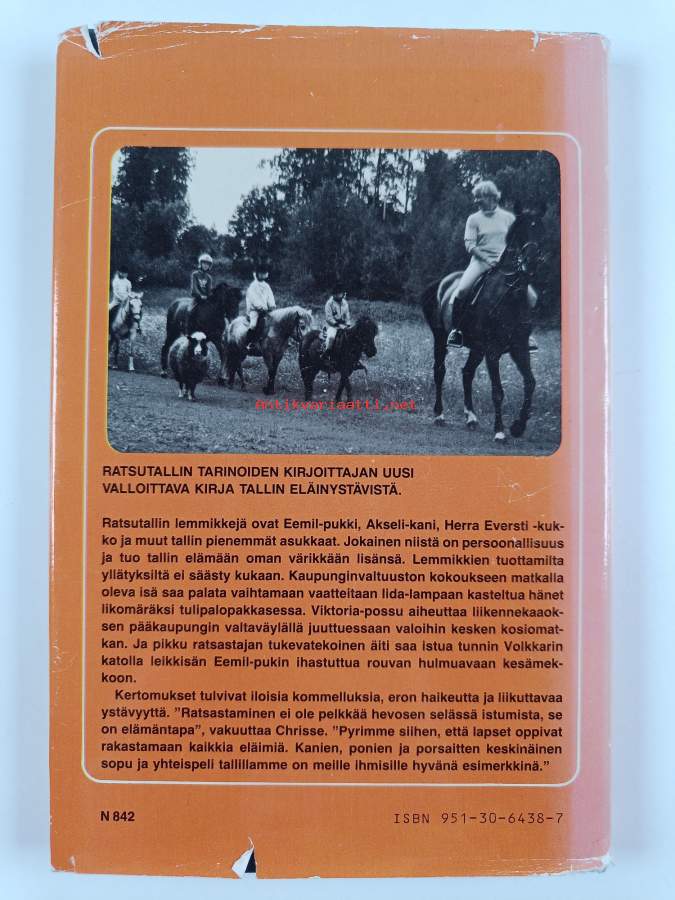 antikvariaatti.net
RATSUTALLIN TARINOIDEN KIRJOITTAJAN UUSI
VALLOITTAVA KIRJA TALLIN ELÄINYSTÄVISTÄ.
Ratsutallin lemmikkejä ovat Eemil-pukki, Akseli-kani, Herra Eversti -kuk-
ko ja muut tallin pienemmät asukkaat. Jokainen niistä on persoonallisuus
ja tuo tallin elämään oman värikkään lisänsä. Lemmikkien tuottamilta
yllätyksiltä ei säästy kukaan. Kaupunginvaltuuston kokoukseen matkalla
oleva isä saa palata vaihtamaan vaatteitaan Iida-lampaan kasteltua hänet
likomäräksi tulipalopakkasessa. Viktoria-possu aiheuttaa liikennekaaok-
sen pääkaupungin valtaväylällä juuttuessaan valoihin kesken kosiomat-
kan. Ja pikku ratsastajan tukevatekoinen äiti saa istua tunnin Volkkarin
katolla leikkisän Eemil-pukin ihastuttua rouvan hulmuavaan kesämek-
koon.
Kertomukset tulvivat iloisia kommelluksia, eron haikeutta ja liikuttavaa
ystävyyttä. ”Ratsastaminen ei ole pelkkää hevosen selässä istumista, se
on elämäntapa”, vakuuttaa Chrisse. ”Pyrimme siihen, että lapset oppivat
rakastamaan kaikkia eläimiä. Kanien, ponien ja porsaitten keskinäinen
sopu ja yhteispeli tallillamme on meille ihmisille hyvänä esimerkkinä.”
N 842
ISBN 951-30-6438-7